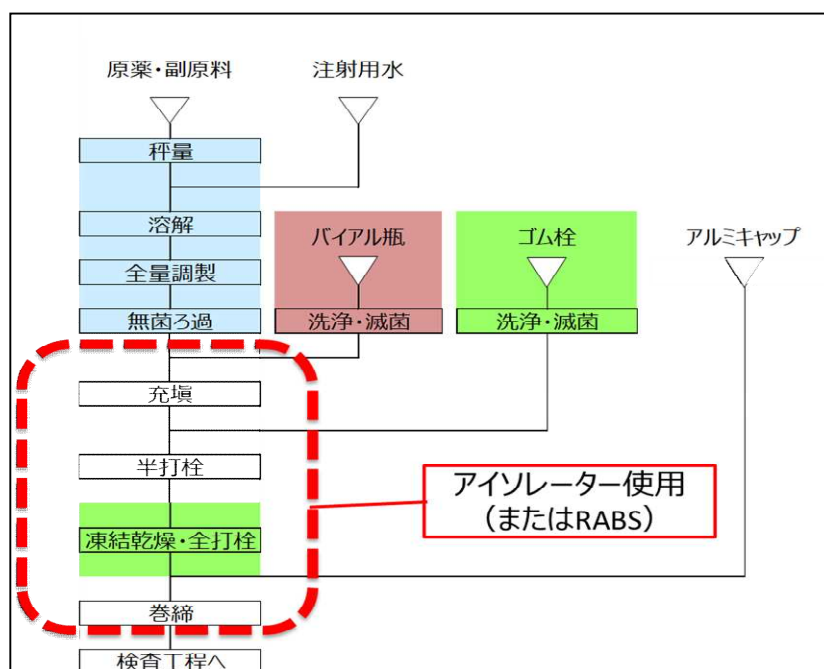 原薬・副原料
注射用水
秤量
溶解
バイアル瓶
ゴム栓
アルミキャップ
全量調製
無菌ろ過
洗浄・滅菌
洗浄・滅菌
充塡
半打栓
アイソレーター使用
（またはRABS）
凍結乾燥・全打栓
巻締
検査工程へ